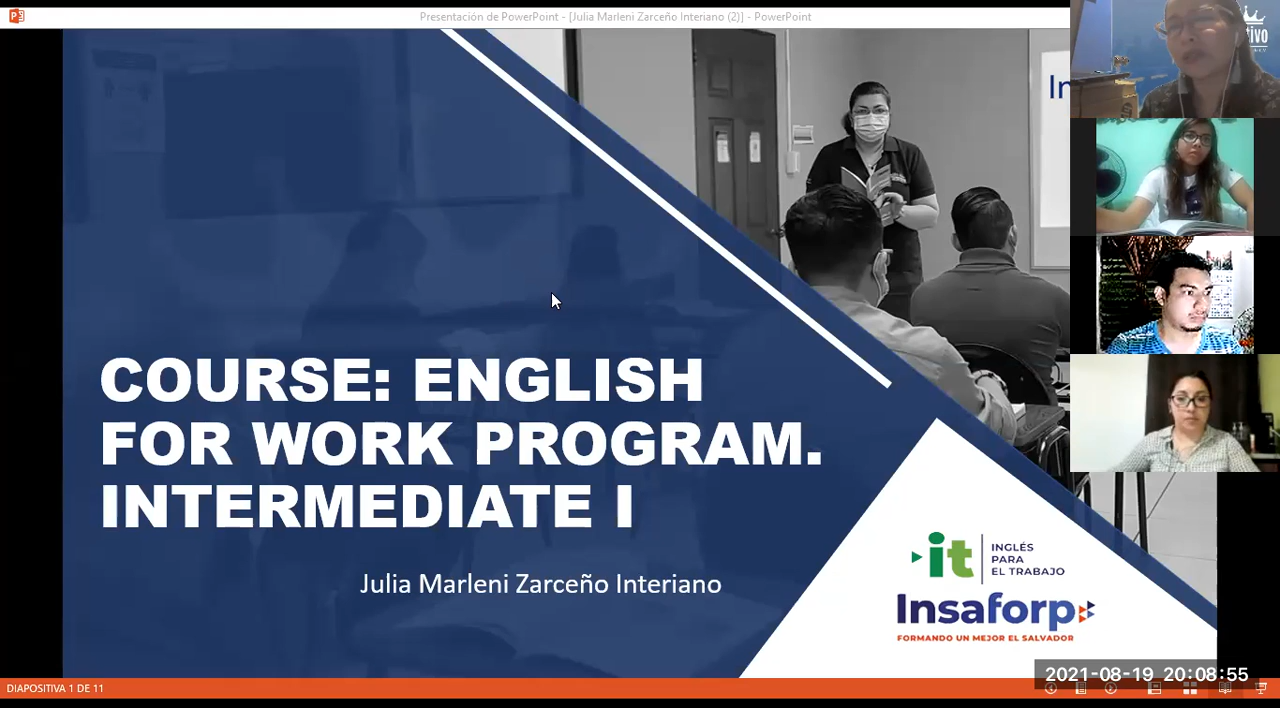 Presentación de PowerPoint - [Julia Marleni Zarceño Interiano (2)] - PowerPoint
COURSE: ENGLISH
FOR WORK PROGRAM.
INTERMEDIATE I
Julia Marleni Zarceño Interiano
it
INGLÉS
PARA
EL TRABAJO
Insaforp
FORMANDO UN MEJOR EL SALVADOR
2021-08-19 20:08:55
DIAPOSITIVA 1 DE 11